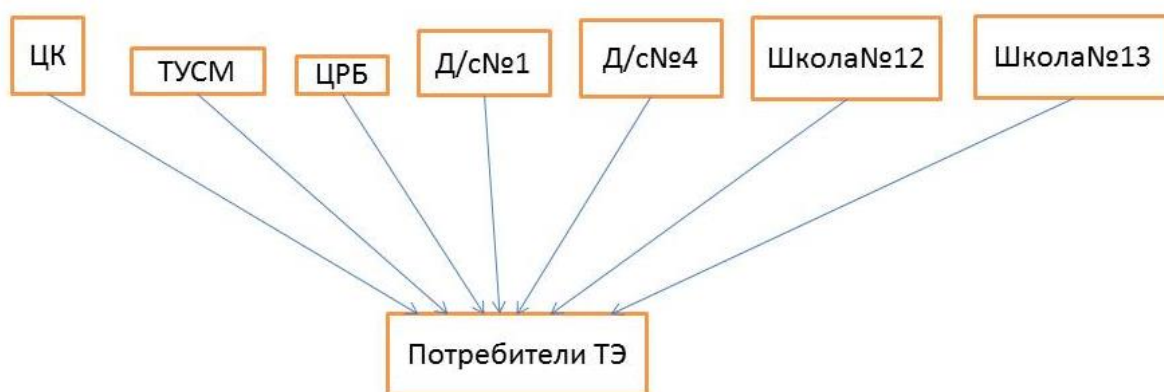 ЦК
ТУСМ
ЦРБ
Д/с№1
Д/с№4
Школа№12
Школа№13
Потребители ТЭ